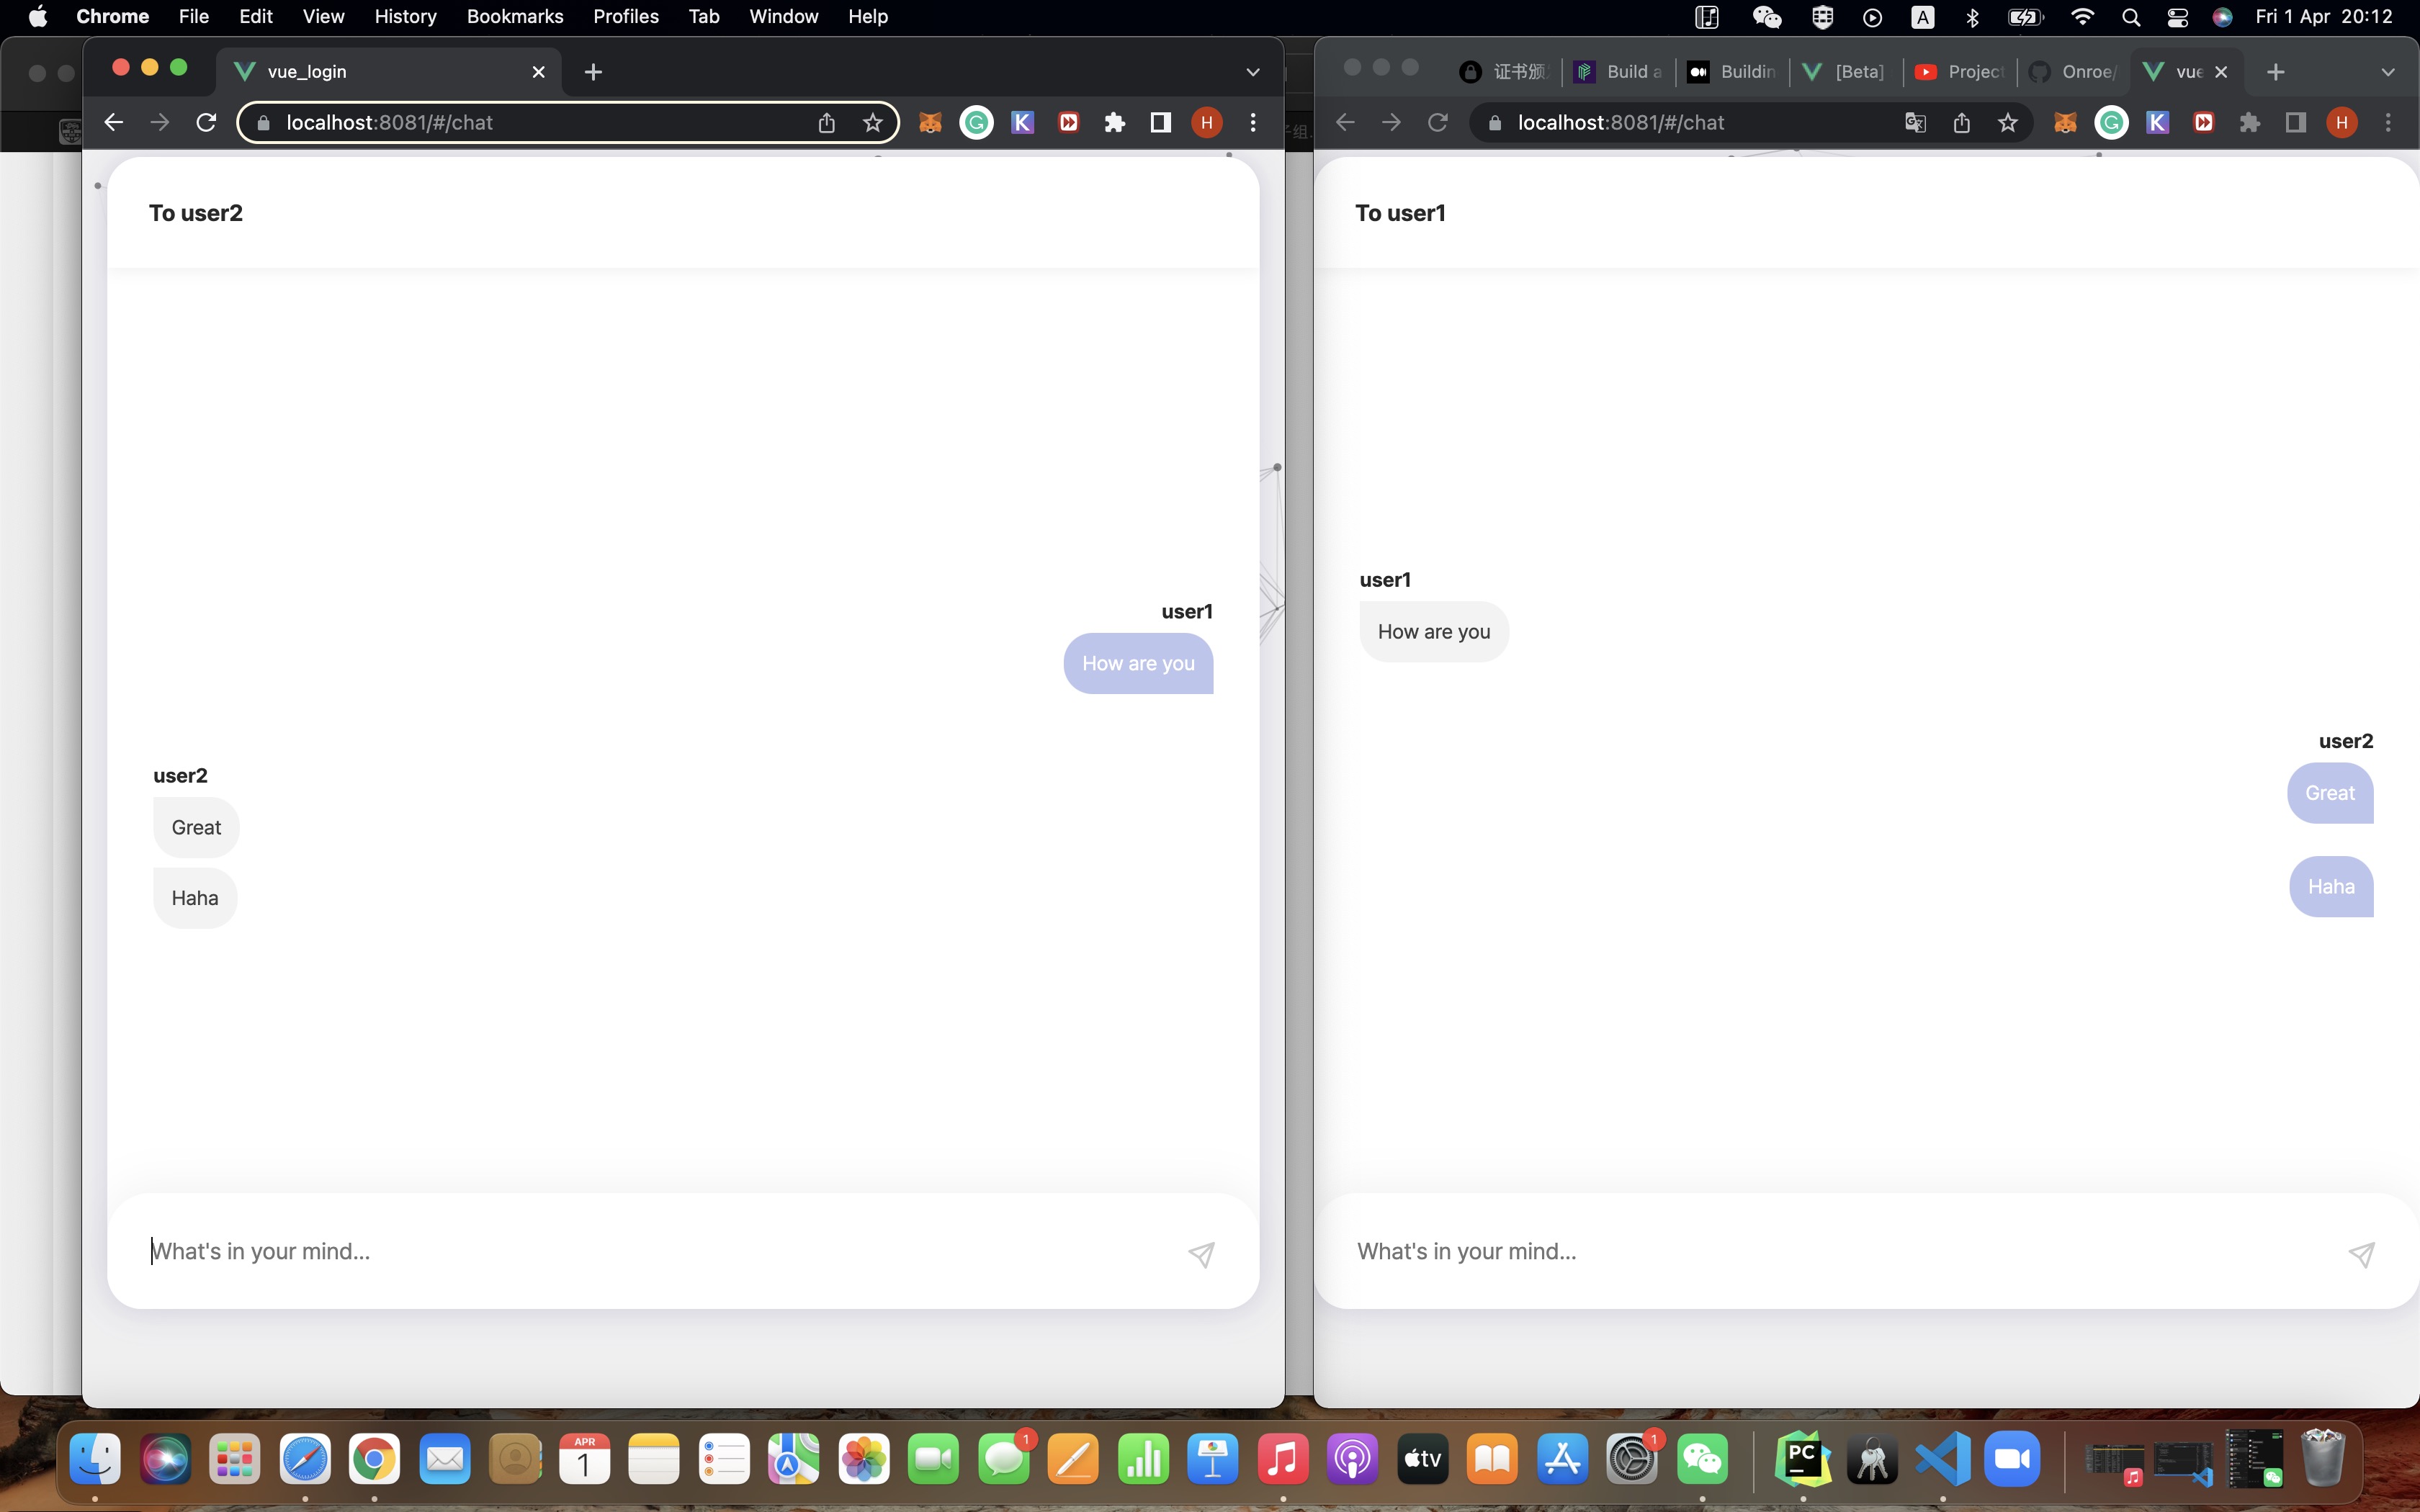 Chrome File Edit View History Bookmarks Profiles Tab Window Help A Fri 1 Apr 20:12
vue_login
localhost:8081/#/chat
K
H
To user2
user1
How are you
user2
Great
Haha
What's in your mind...
证书颁
Build a
Buildin
[Beta]
Project
Onroe/
vue
localhost:8081/#/chat
K
H
To user1
user1
How are you
user2
Great
Haha
What's in your mind...
APR
1
1
tv
1
PC